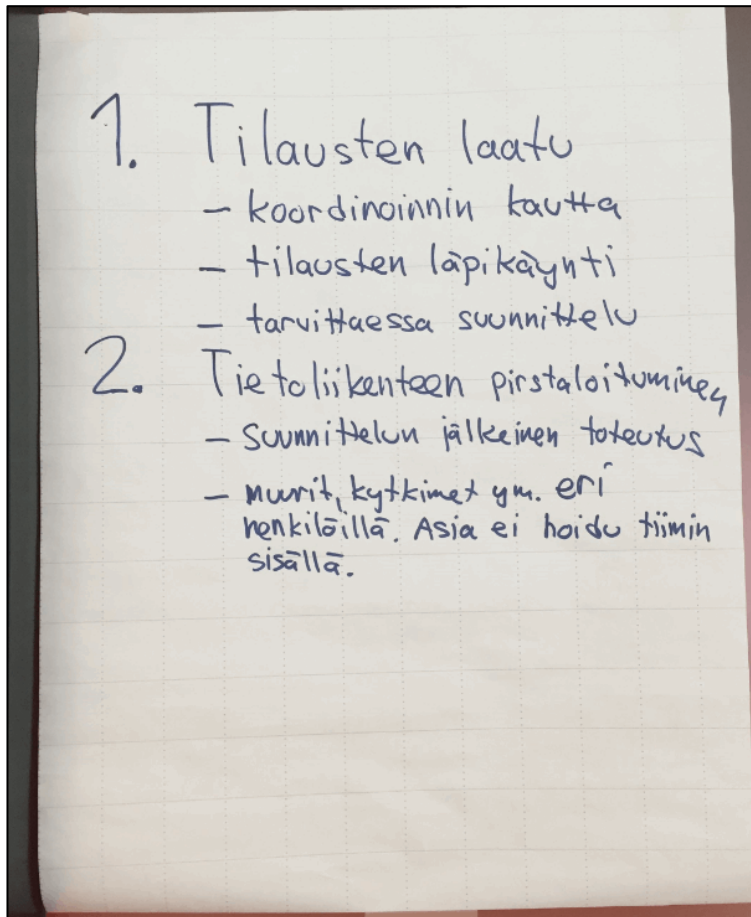 1. Tilausten laatu
- koordinoinnin kautta
- tilausten läpikäynti
- tarvittaessa suunnittelu
2. Tietoliikenteen pirstaloituminen
- suunnittelun jälkeinen toteutus
- muurit, kytkimet ym. eri
henkilöillä. Asia ei hoidu tiimin
sisällä.